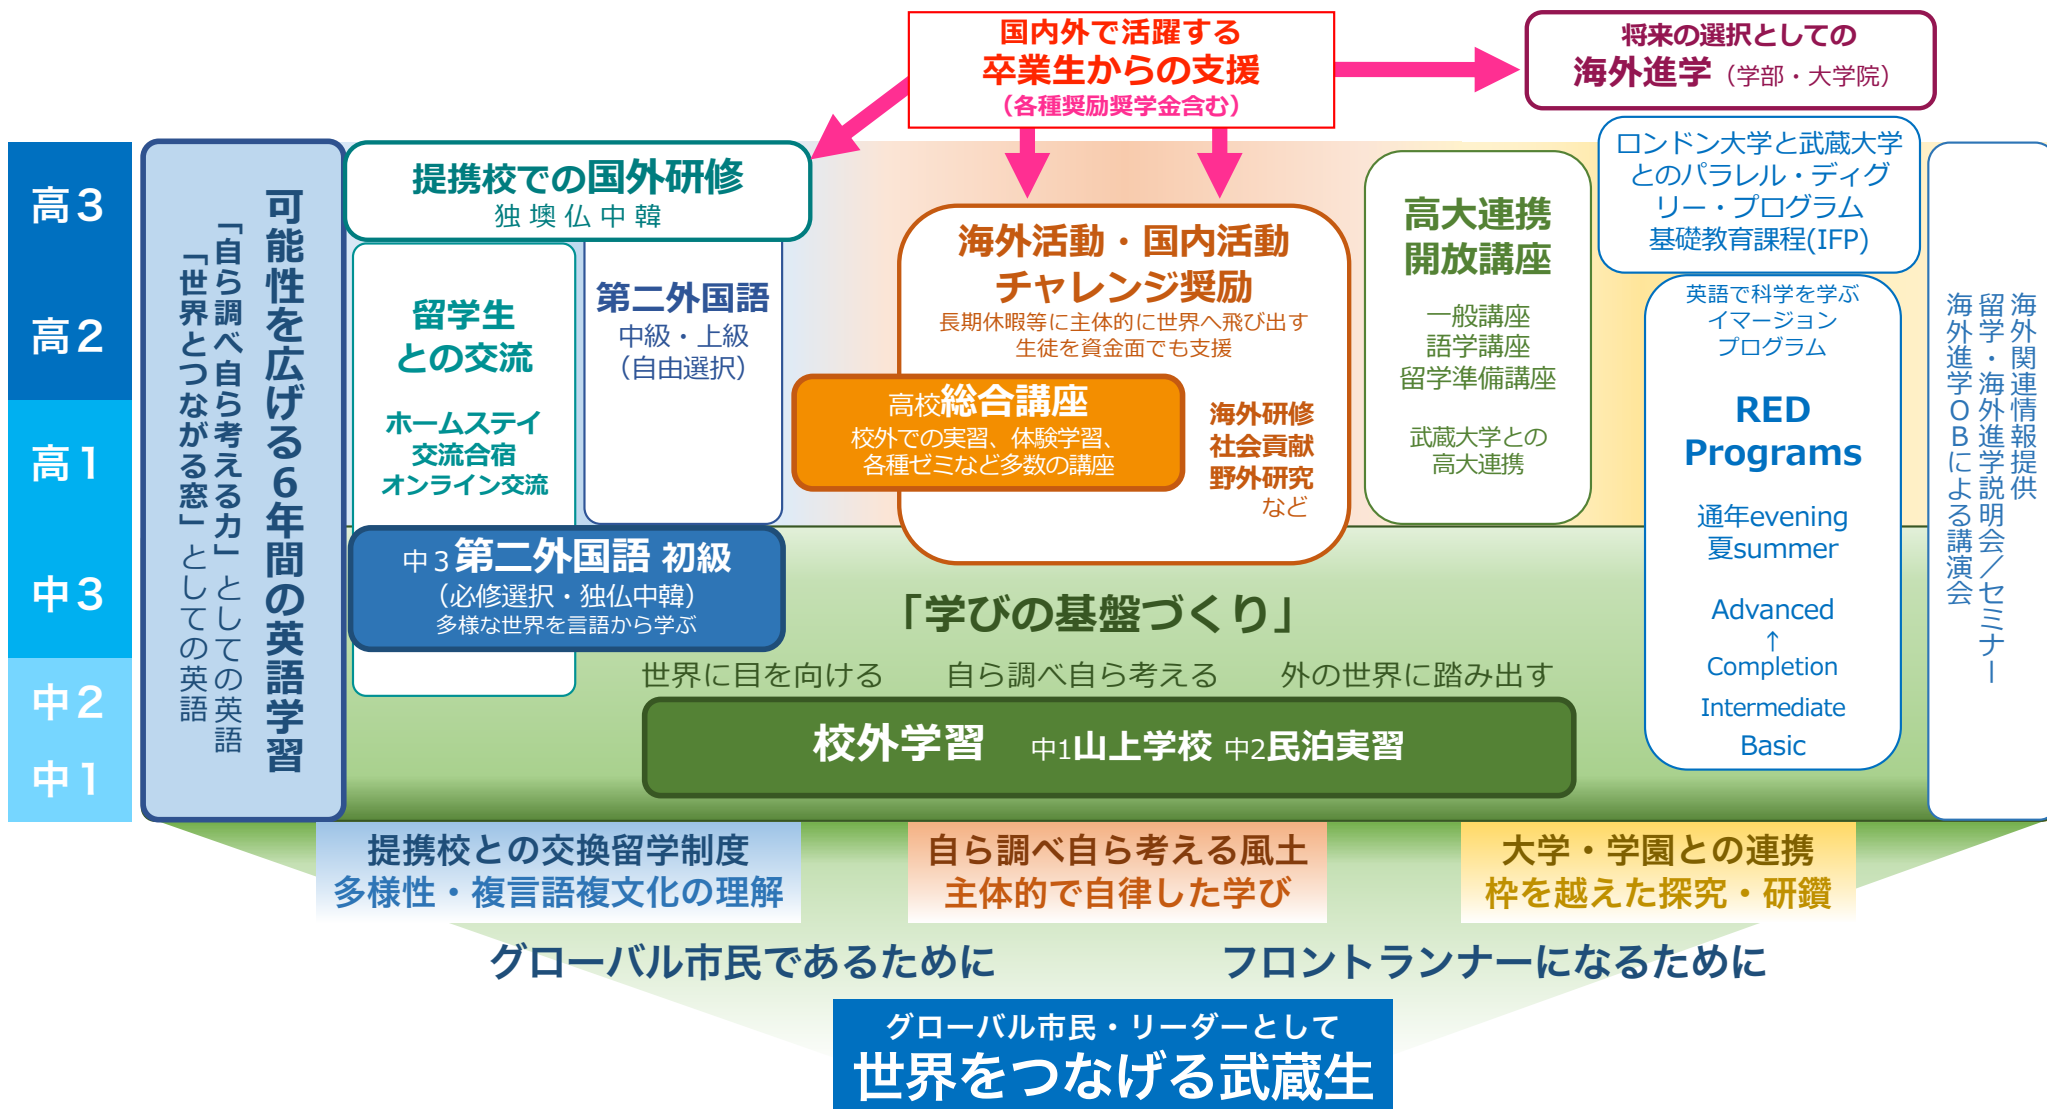 国内外で活躍する
卒業生からの支援
（各種奨励奨学金含む）
将来の選択としての
海外進学（学部・大学院）
高３
高２
高１
中３
中２
中１
可能性を広げる６年間の英語学習
「自ら調べ自ら考える力」としての英語
「世界とつながる窓」としての英語
提携校での国外研修
独 墺 仏 中 韓
留学生
との交流
ホームステイ
交流合宿
オンライン交流
第二外国語
中級・上級
（自由選択）
中３第二外国語 初級
（必修選択・独仏中韓）
多様な世界を言語から学ぶ
海外活動・国内活動
チャレンジ奨励
長期休暇等に主体的に世界へ飛び出す
生徒を資金面でも支援
高校総合講座
校外での実習、体験学習、
各種ゼミなど多数の講座
海外研修
社会貢献
野外研究
など
高大連携
開放講座
一般講座
語学講座
留学準備講座
武蔵大学との
高大連携
ロンドン大学と武蔵大学
とのパラレル・ディグ
リー・プログラム
基礎教育課程(IFP)
英語で科学を学ぶ
イマージョン
プログラム
RED
Programs
通年evening
夏summer
Advanced
↑
Completion
Intermediate
Basic
海外関連情報提供
留学・海外進学説明会／セミナー
海外進学ＯＢによる講演会
「学びの基盤づくり」
世界に目を向ける 自ら調べ自ら考える 外の世界に踏み出す
校外学習 中1山上学校 中2民泊実習
提携校との交換留学制度
多様性・複言語複文化の理解
自ら調べ自ら考える風土
主体的で自律した学び
大学・学園との連携
枠を越えた探究・研鑽
グローバル市民であるために
フロントランナーになるために
グローバル市民・リーダーとして
世界をつなげる武蔵生